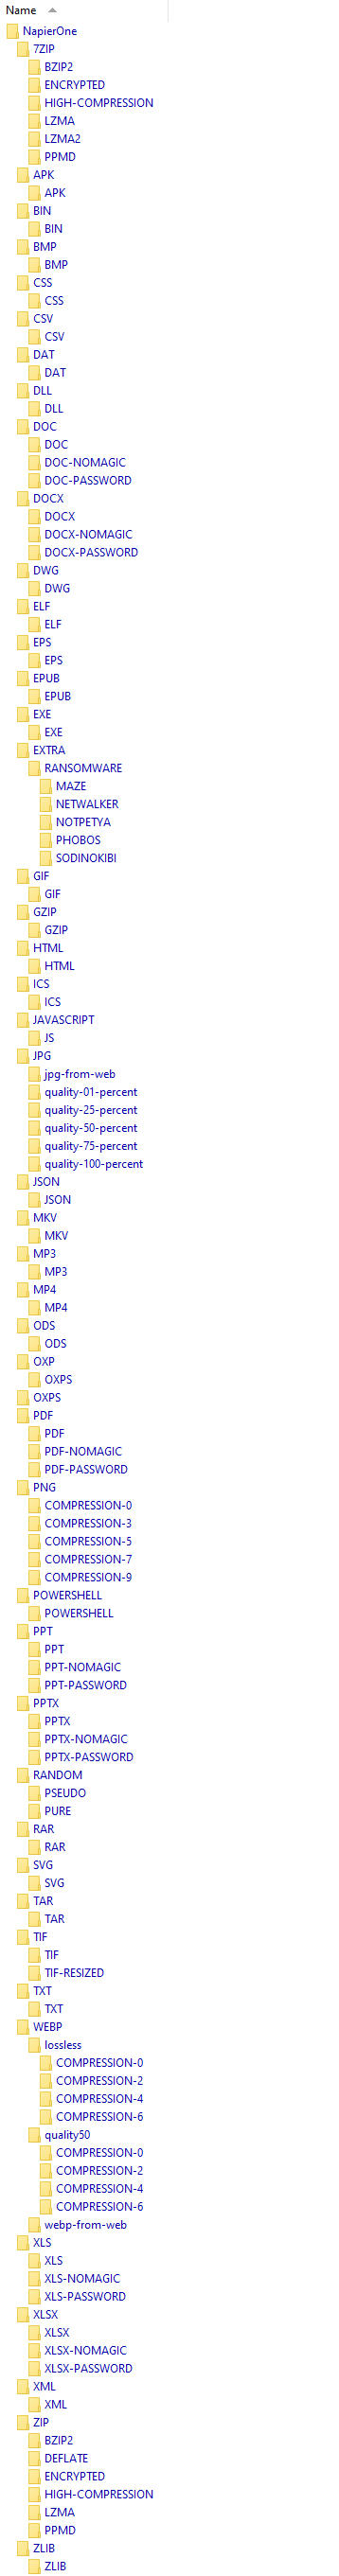 Name
NapierOne
7ZIP
BZIP2
ENCRYPTED
HIGH-COMPRESSION
LZMA
LZMA2
PPMD
APK
APK
BIN
BIN
BMP
BMP
CSS
CSS
CSV
CSV
DAT
DAT
DLL
DLL
DOC
DOC
DOC-NOMAGIC
DOC-PASSWORD
DOCX
DOCX
DOCX-NOMAGIC
DOCX-PASSWORD
DWG
DWG
ELF
ELF
EPS
EPS
EPUB
EPUB
EXE
EXE
EXTRA
RANSOMWARE
MAZE
NETWALKER
NOTPETYA
PHOBOS
SODINOKIBI
GIF
GIF
GZIP
GZIP
HTML
HTML
ICS
ICS
JAVASCRIPT
JS
JPG
jpg-from-web
quality-01-percent
quality-25-percent
quality-50-percent
quality-75-percent
quality-100-percent
JSON
JSON
MKV
MKV
MP3
MP3
MP4
MP4
ODS
ODS
OXP
OXPS
OXPS
PDF
PDF
PDF-NOMAGIC
PDF-PASSWORD
PNG
COMPRESSION-0
COMPRESSION-3
COMPRESSION-5
COMPRESSION-7
COMPRESSION-9
POWERSHELL
POWERSHELL
PPT
PPT
PPT-NOMAGIC
PPT-PASSWORD
PPTX
PPTX
PPTX-NOMAGIC
PPTX-PASSWORD
RANDOM
PSEUDO
PURE
RAR
RAR
SVG
SVG
TAR
TAR
TIF
TIF
TIF-RESIZED
TXT
TXT
WEBP
lossless
COMPRESSION-0
COMPRESSION-2
COMPRESSION-4
COMPRESSION-6
quality50
COMPRESSION-0
COMPRESSION-2
COMPRESSION-4
COMPRESSION-6
webp-from-web
XLS
XLS
XLS-NOMAGIC
XLS-PASSWORD
XLSX
XLSX
XLSX-NOMAGIC
XLSX-PASSWORD
XML
XML
ZIP
BZIP2
DEFLATE
ENCRYPTED
HIGH-COMPRESSION
LZMA
PPMD
ZLIB
ZLIB